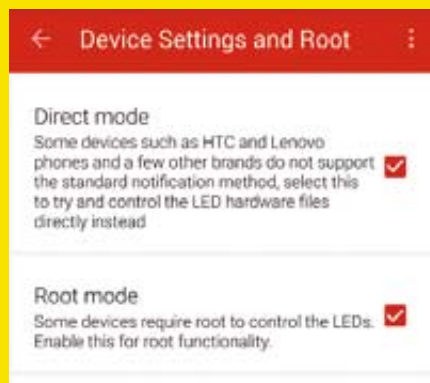 Device Settings and Root
Direct mode
Some devices such as HTC and Lenovo
phones and a few other brands do not support
the standard notification method, select this
to try and control the LED hardware files
directly instead
Root mode
Some devices require root to control the LEDs.
Enable this for root functionality.